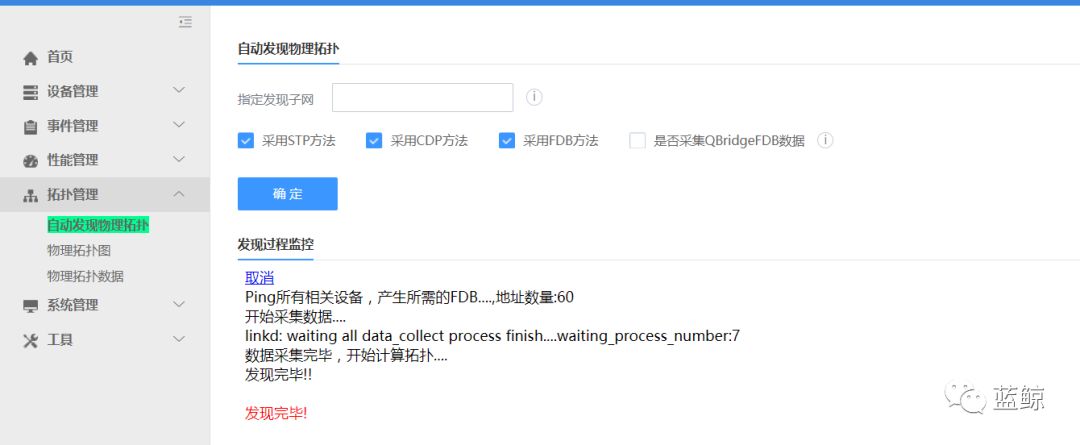 首页
设备管理
事件管理
性能管理
拓扑管理
自动发现物理拓扑
物理拓扑图
物理拓扑数据
系统管理
工具
自动发现物理拓扑
指定发现子网
采用STP方法 采用CDP方法 采用FDB方法 是否采集QBridgeFDB数据
确 定
发现过程监控
取消
Ping所有相关设备，产生所需的FDB....,地址数量:60
开始采集数据....
linkd: waiting all data_collect process finish....waiting_process_number:7
数据采集完毕，开始计算拓扑....
发现完毕!!
发现完毕!
蓝鲸